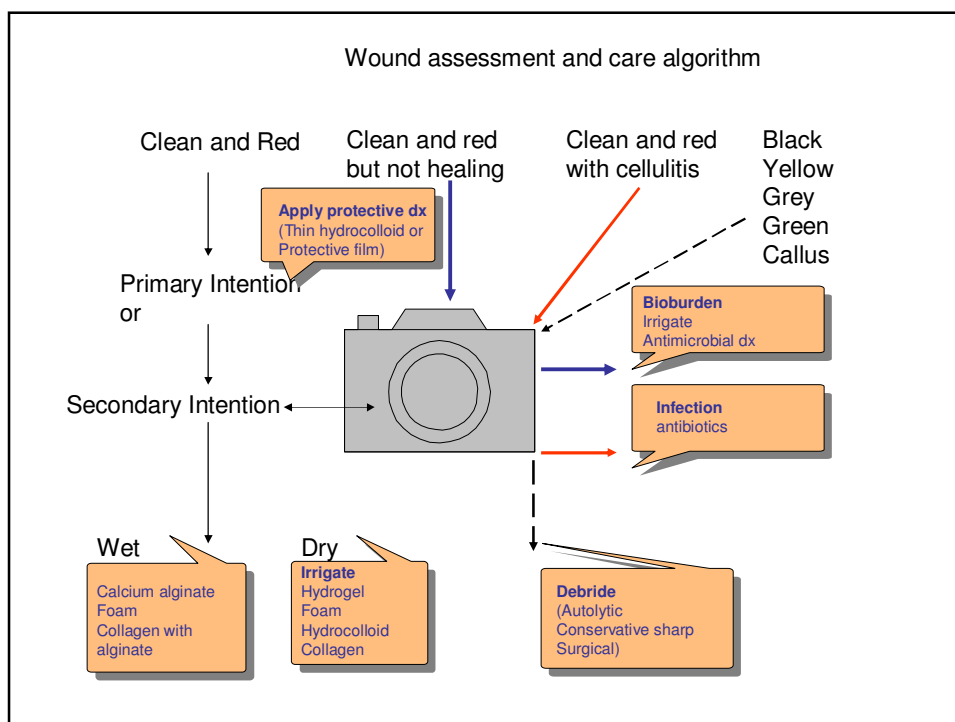 Wound assessment and care algorithm
Clean and Red
Clean and red
but not healing
Clean and red
with cellulitis
Black
Yellow
Grey
Green
Callus
Apply protective dx
(Thin hydrocolloid or
Protective film)
Primary Intention
or
Bioburden
Irrigate
Antimicrobial dx
Secondary Intention
Infection
antibiotics
Wet
Calcium alginate
Foam
Collagen with
alginate
Dry
Irrigate
Hydrogel
Foam
Hydrocolloid
Collagen
Debride
(Autolytic
Conservative sharp
Surgical)